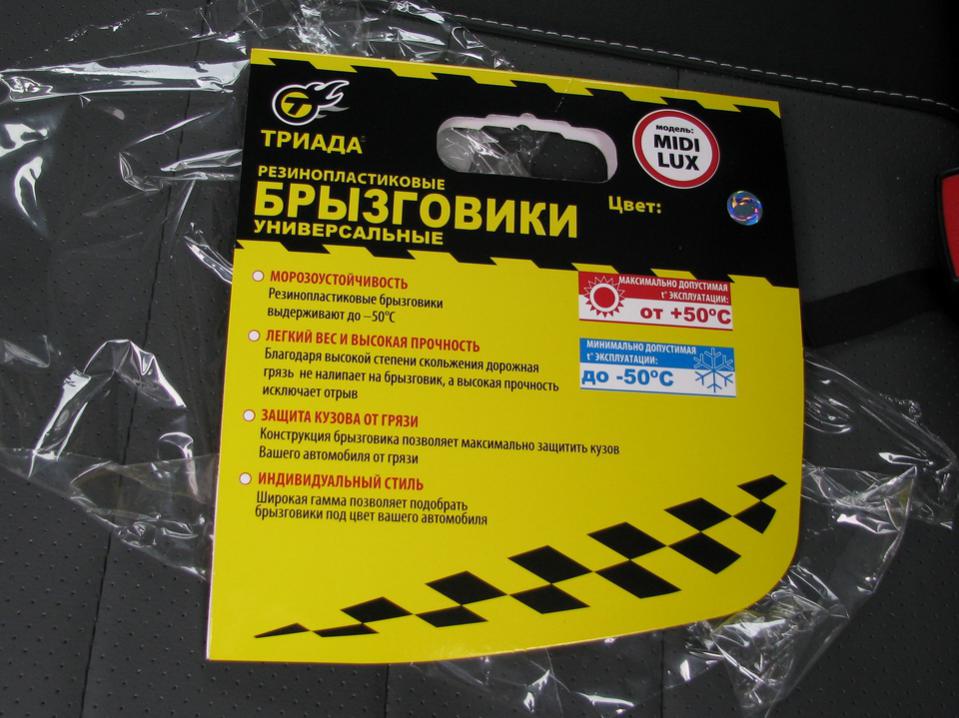 ТРИАДА
модель:
MIDI
LUX
РЕЗИНОПЛАСТИКОВЫЕ
БРЫЗГОВИКИ
УНИВЕРСАЛЬНЫЕ
Цвет:
МОРОЗОУСТОЙЧИВОСТЬ
Резинопластиковые брызговики
выдерживают до –50°С
ЛЕГКИЙ ВЕС И ВЫСОКАЯ ПРОЧНОСТЬ
Благодаря высокой степени скольжения дорожная
грязь не налипает на брызговик, а высокая прочность
исключает отрыв
ЗАЩИТА КУЗОВА ОТ ГРЯЗИ
Конструкция брызговика позволяет максимально защитить кузов
Вашего автомобиля от грязи
ИНДИВИДУАЛЬНЫЙ СТИЛЬ
Широкая гамма позволяет подобрать
брызговики под цвет вашего автомобиля
МАКСИМАЛЬНО ДОПУСТИМАЯ
t° ЭКСПЛУАТАЦИИ:
от +50°С
МИНИМАЛЬНО ДОПУСТИМАЯ
t° ЭКСПЛУАТАЦИИ:
до -50°С